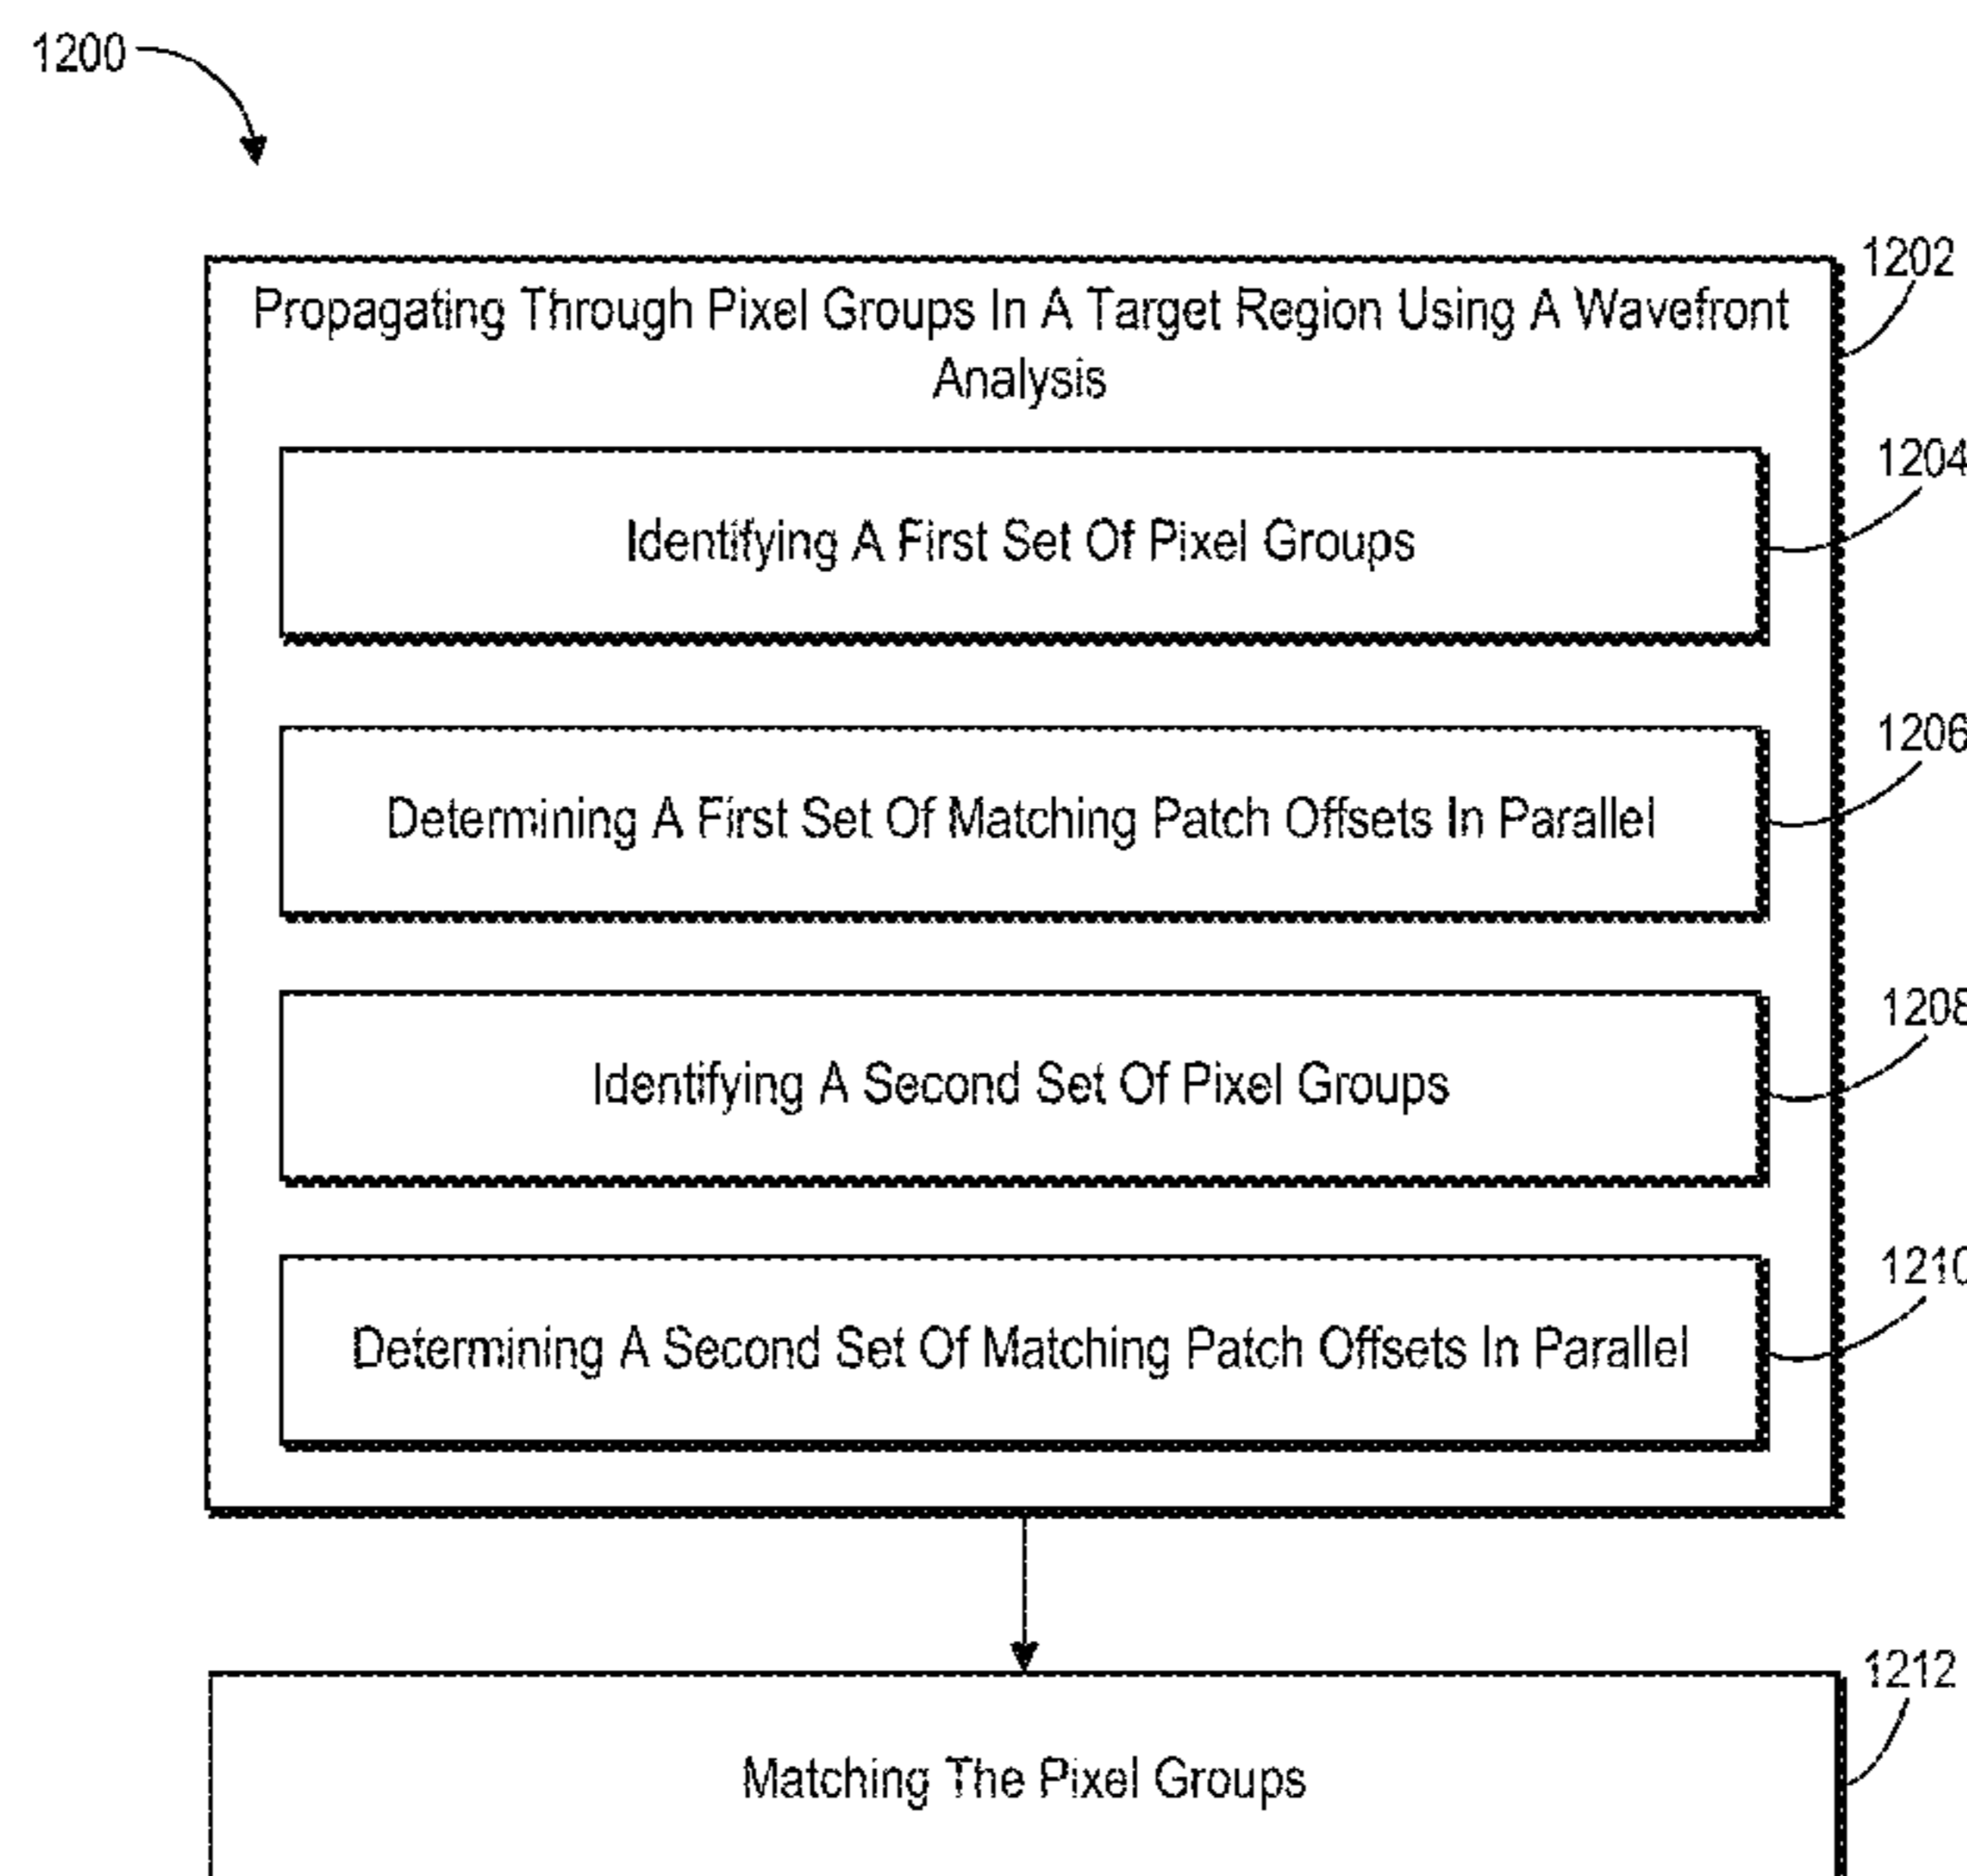 1200
1202
Propagating Through Pixel Groups In A Target Region Using A Wavefront
Analysis
1204
Identifying A First Set Of Pixel Groups
1206
Determining A First Set Of Matching Patch Offsets In Parallel
1208
Identifying A Second Set Of Pixel Groups
1210
Determining A Second Set Of Matching Patch Offsets In Parallel
1212
Matching The Pixel Groups